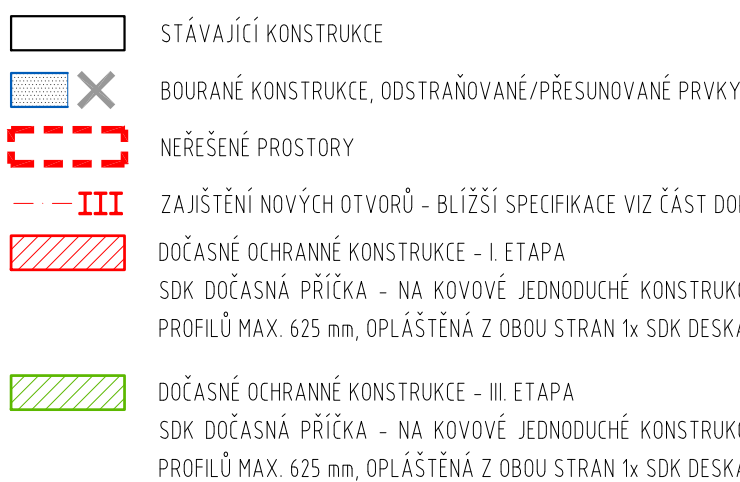 STÁVAJÍCÍ KONSTRUKCE
BOURANÉ KONSTRUKCE, ODSTRAŇOVANÉ/PŘESUNOVANÉ PRVKY
NEŘEŠENÉ PROSTORY
ZAJIŠTĚNÍ NOVÝCH OTVORŮ - BLÍŽŠÍ SPECIFIKACE VIZ ČÁST
DOČASNÉ OCHRANNÉ KONSTRUKCE - I. ETAPA
SDK DOČASNÁ PŘÍČKA - NA KOVOVÉ JEDNODUCHÉ
PROFILŮ MAX. 625 mm, OPLÁŠTĚNÁ Z OBOU STRAN 1x SDK
DOČASNÉ OCHRANNÉ KONSTRUKCE - III. ETAPA
SDK DOČASNÁ PŘÍČKA - NA KOVOVÉ JEDNODUCHÉ
PROFILŮ MAX. 625 mm, OPLÁŠTĚNÁ Z OBOU STRAN 1x SDK